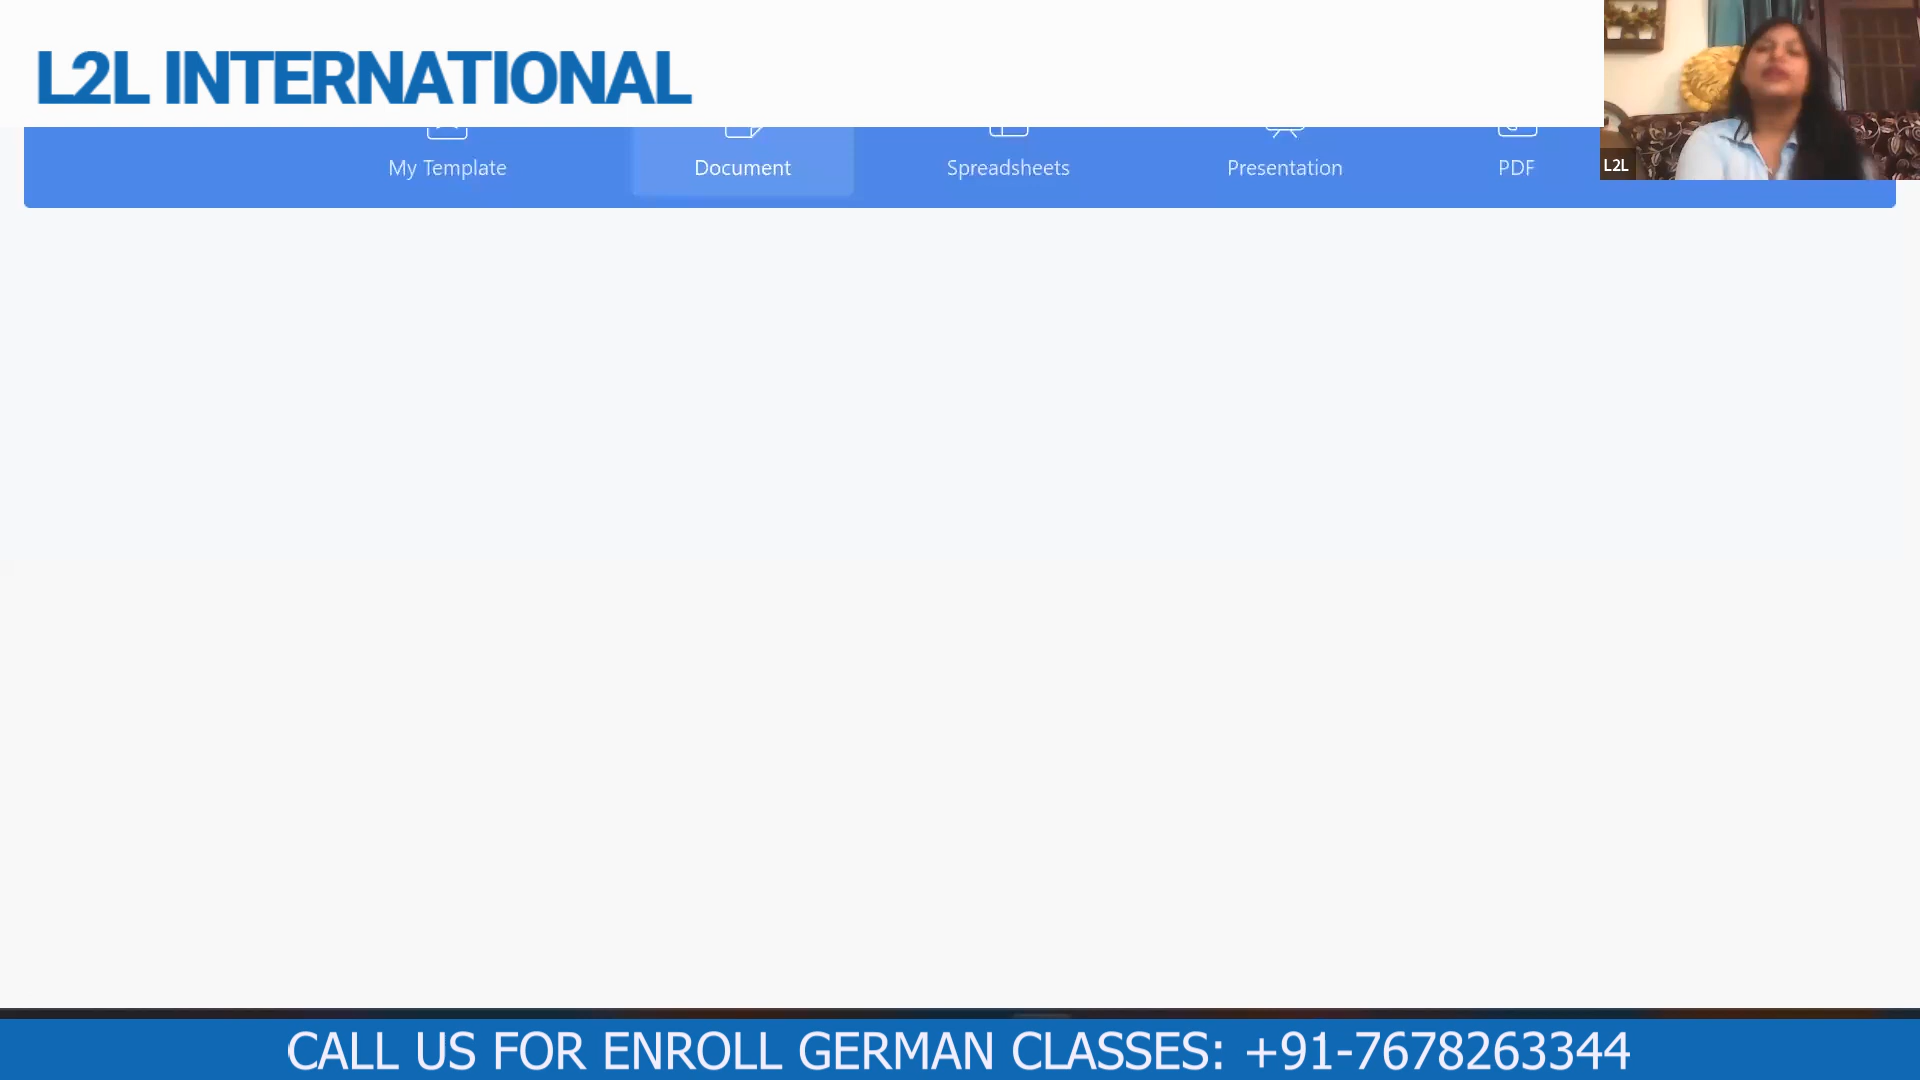 L2L INTERNATIONAL
My Template Document Spreadsheets Presentation PDF
L2L
CALL US FOR ENROLL GERMAN CLASSES: +91-7678263344